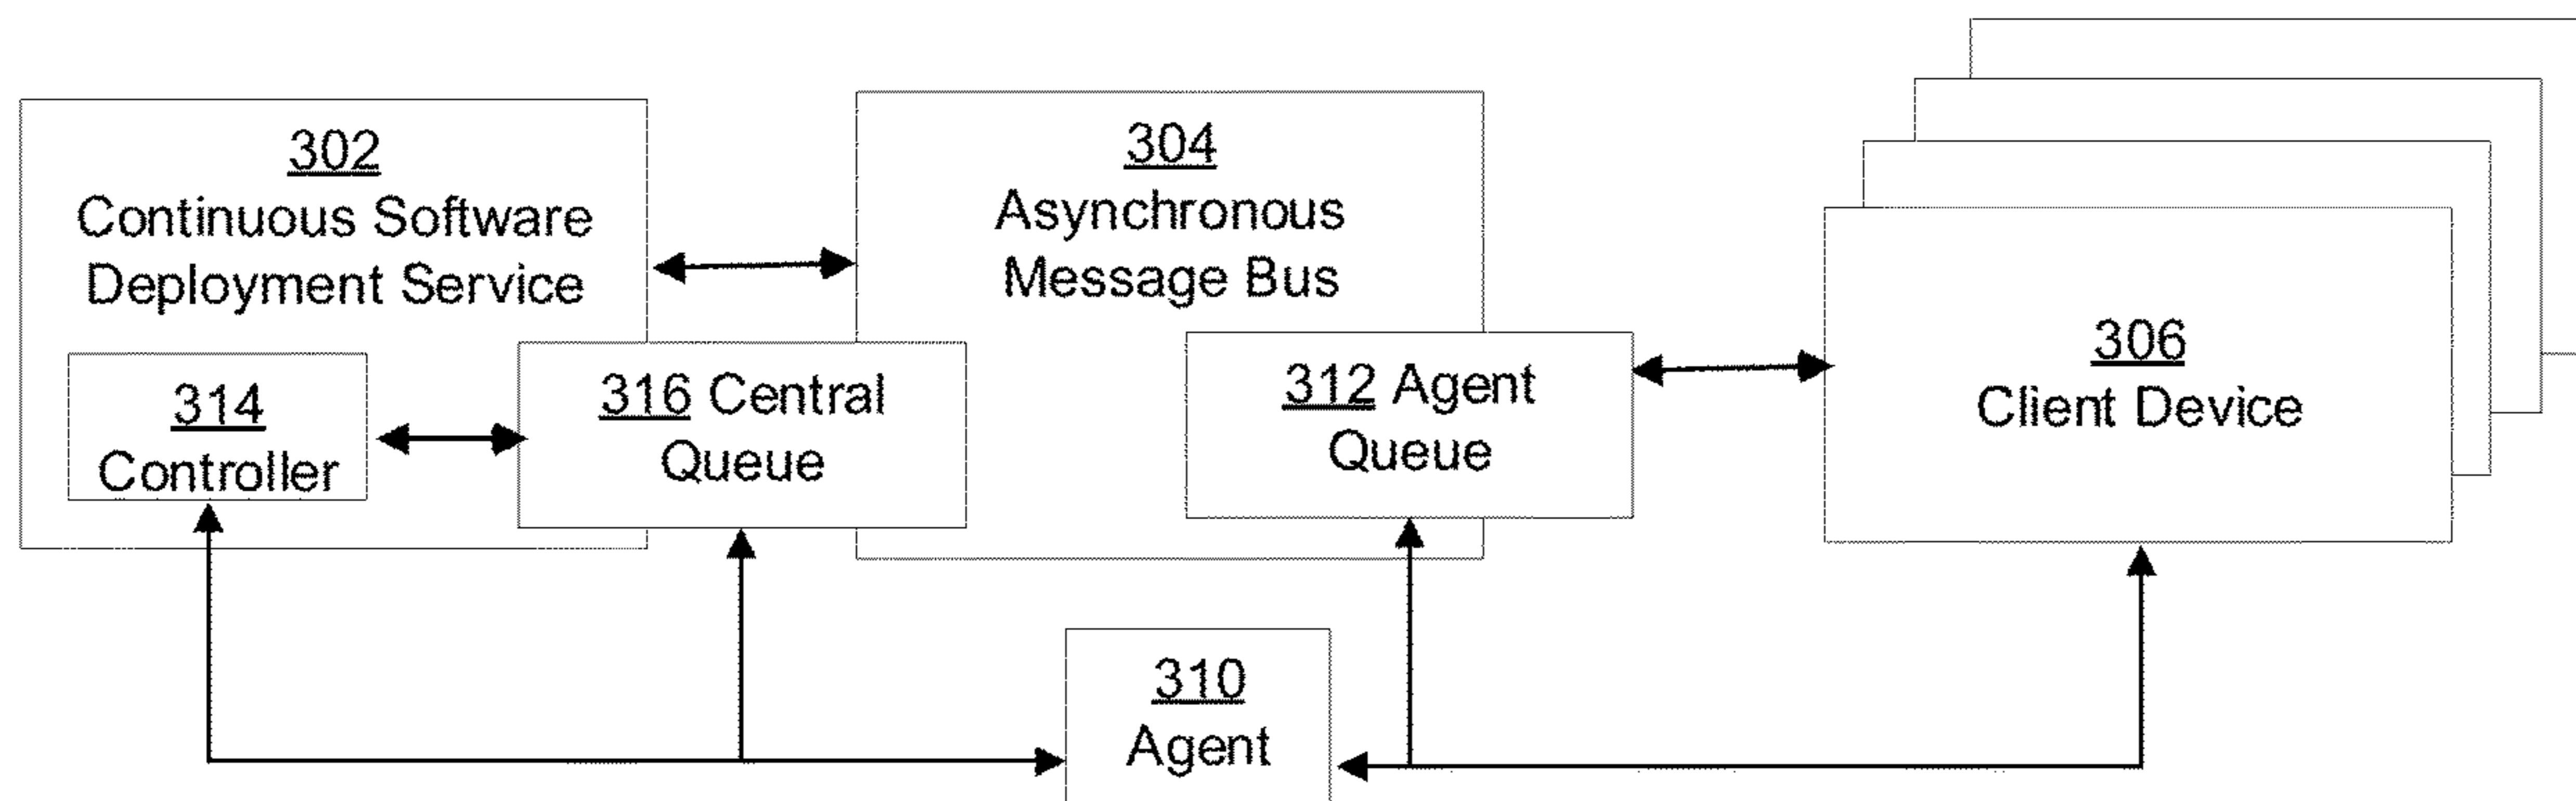 302
Continuous Software
Deployment Service
304
Asynchronous
Message Bus
314
Controller
316 Central
Queue
312 Agent
Queue
306
Client Device
310
Agent